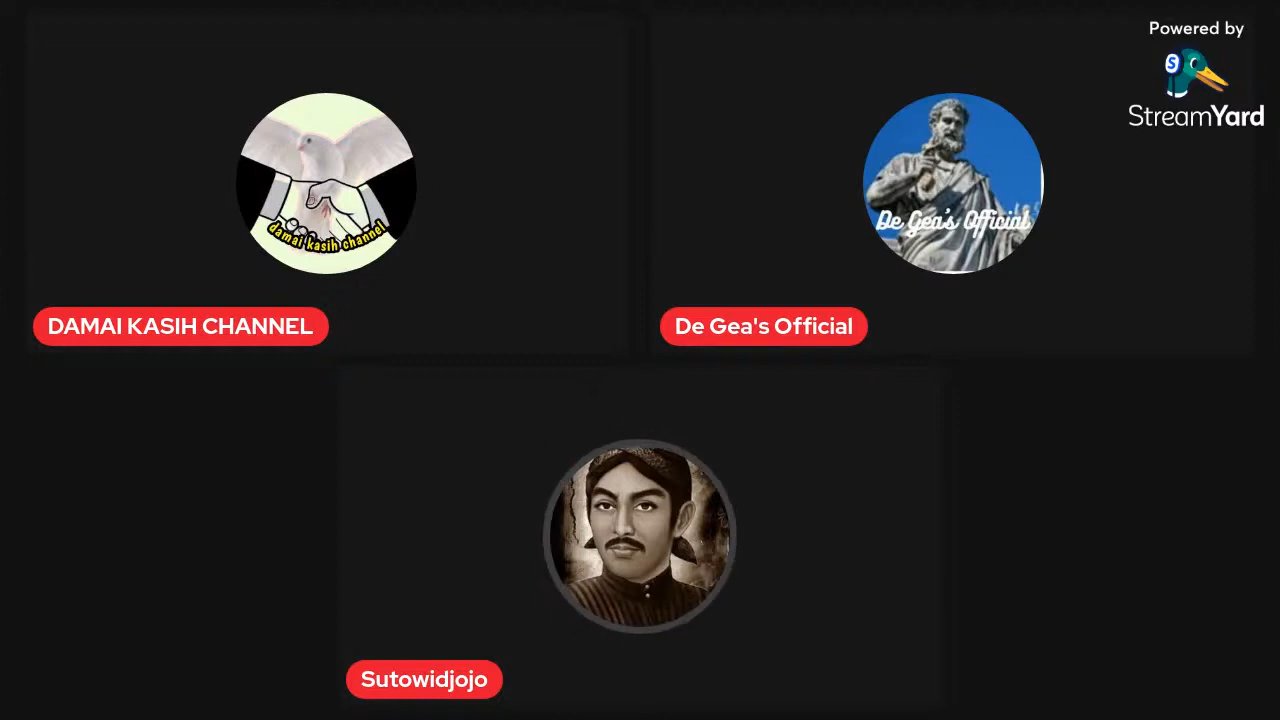 Powered by
StreamYard
damai kasih channel
De Gea's Official
DAMAI KASIH CHANNEL
De Gea's Official
Sutowidjojo